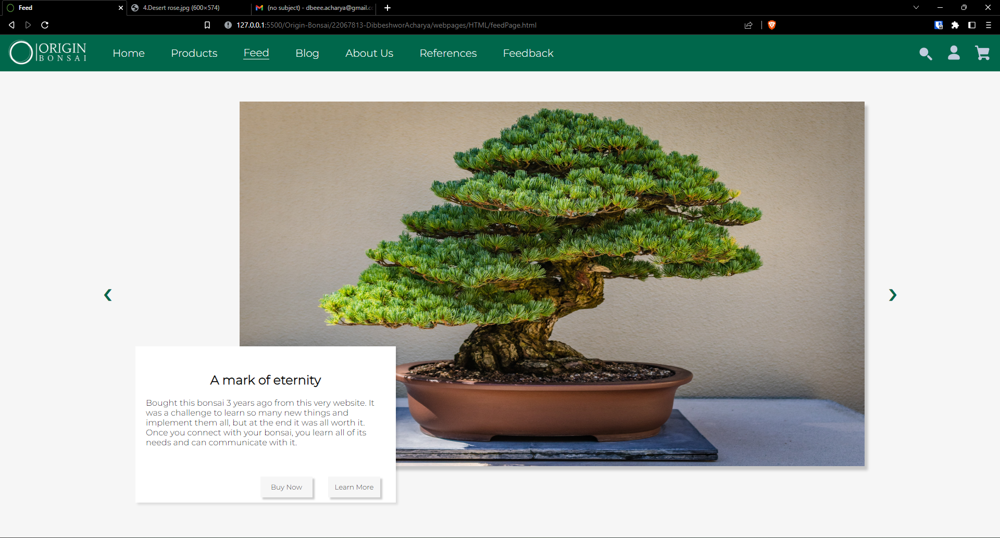 Feed
4.Desert rose.jpg (600×574)
(no subject) - dbeee.acharya@gmail.cc
127.0.0.1:5500/Origin-Bonsai/22067813-DibbeshworAcharya/webpages/HTML/feedPage.html
ORIGIN
BONSAI
Home
Products
Feed
Blog
About Us
References
Feedback
A mark of eternity
Bought this bonsai 3 years ago from this very website. It
was a challenge to learn so many new things and
implement them all, but at the end it was all worth it.
Once you connect with your bonsai, you learn all of its
needs and can communicate with it.
Buy Now
Learn More